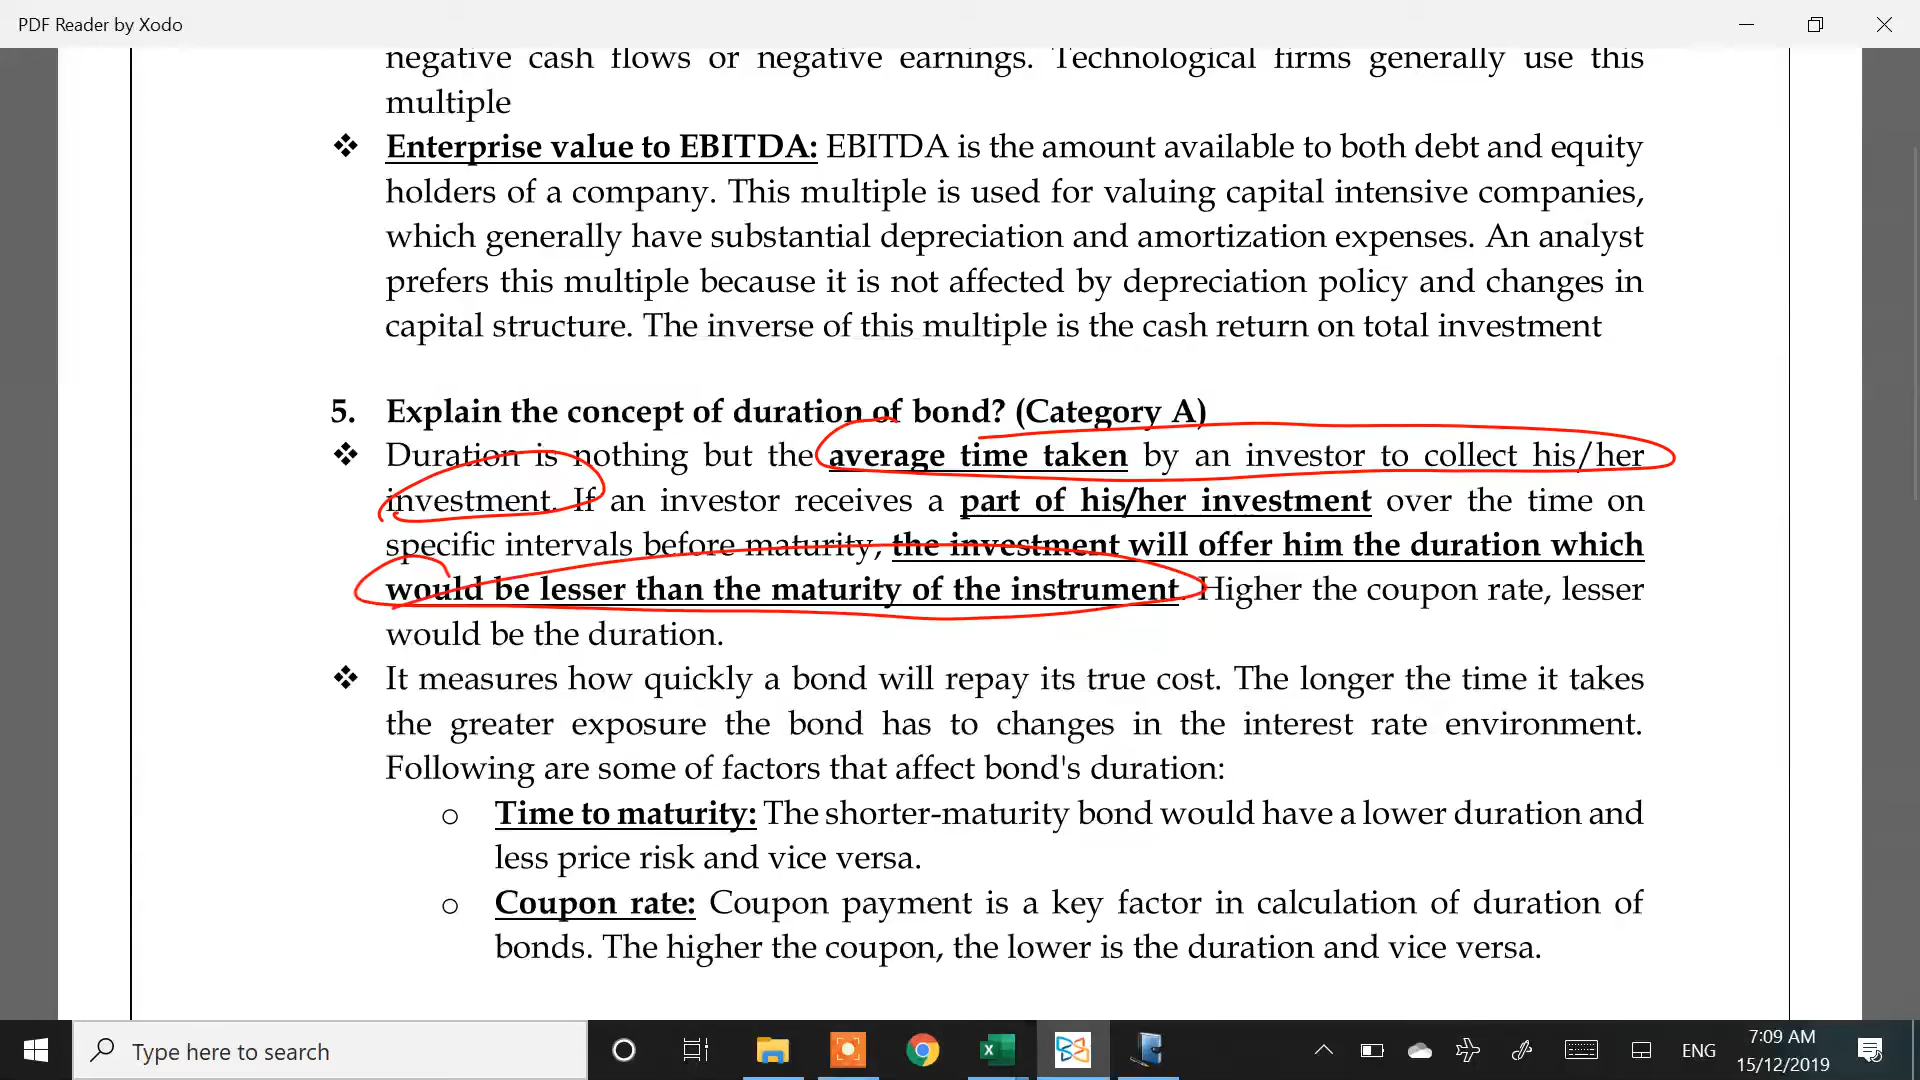 PDF Reader by Xodo
negative cash flows or negative earnings. Technological firms generally use this
multiple
❖ Enterprise value to EBITDA: EBITDA is the amount available to both debt and equity
holders of a company. This multiple is used for valuing capital intensive companies,
which generally have substantial depreciation and amortization expenses. An analyst
prefers this multiple because it is not affected by depreciation policy and changes in
capital structure. The inverse of this multiple is the cash return on total investment
5. Explain the concept of duration of bond? (Category A)
❖ Duration is nothing but the average time taken by an investor to collect his/her
investment. If an investor receives a part of his/her investment over the time on
specific intervals before maturity, the investment will offer him the duration which
would be lesser than the maturity of the instrument. Higher the coupon rate, lesser
would be the duration.
❖ It measures how quickly a bond will repay its true cost. The longer the time it takes
the greater exposure the bond has to changes in the interest rate environment.
Following are some of factors that affect bond's duration:
o Time to maturity: The shorter-maturity bond would have a lower duration and
less price risk and vice versa.
o Coupon rate: Coupon payment is a key factor in calculation of duration of
bonds. The higher the coupon, the lower is the duration and vice versa.
Type here to search
ENG
7:09 AM
15/12/2019